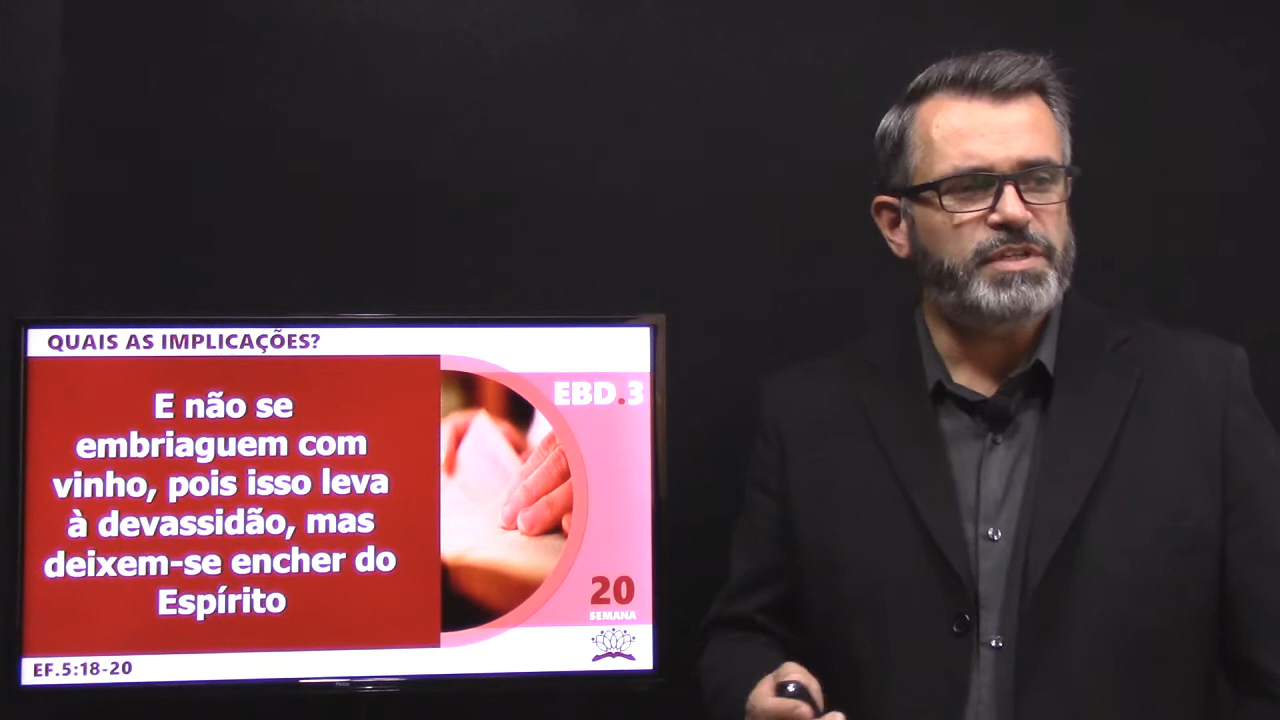 QUAIS AS IMPLICAÇÕES?
EBD.3
E não se
embriaguem com
vinho, pois isso leva
à devassidão, mas
deixem-se encher do
Espírito
20
SEMANA
EF.5:18-20